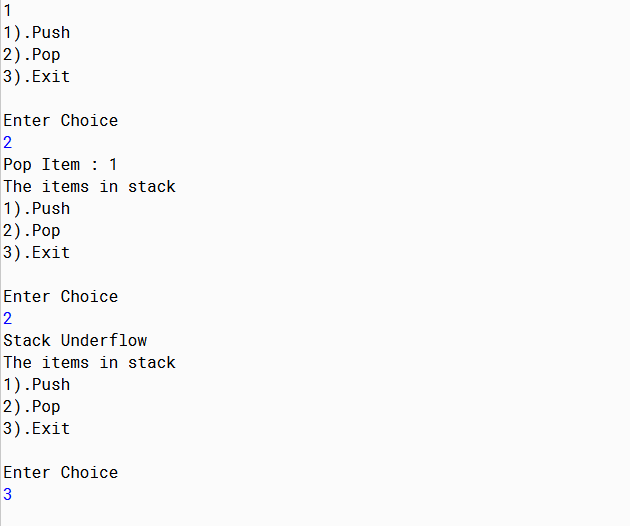 1
1).Push
2).Pop
3).Exit
Enter Choice
2
Pop Item : 1
The items in stack
1).Push
2).Pop
3).Exit
Enter Choice
2
Stack Underflow
The items in stack
1).Push
2).Pop
3).Exit
Enter Choice
3